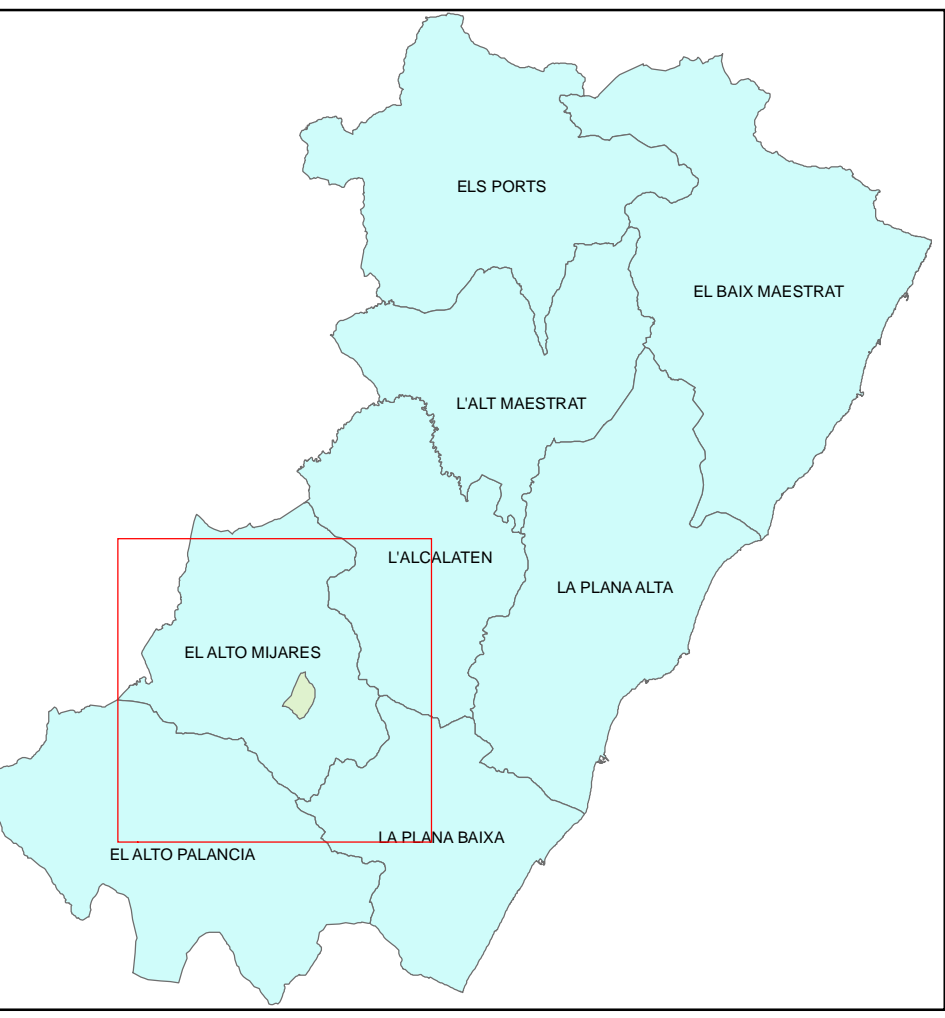 ELS PORTS
EL BAIX MAESTRAT
L'ALT MAESTRAT
L'ALCALATEN
LA PLANA ALTA
EL ALTO MIJARES
LA PLANA BAIXA
EL ALTO PALANCIA